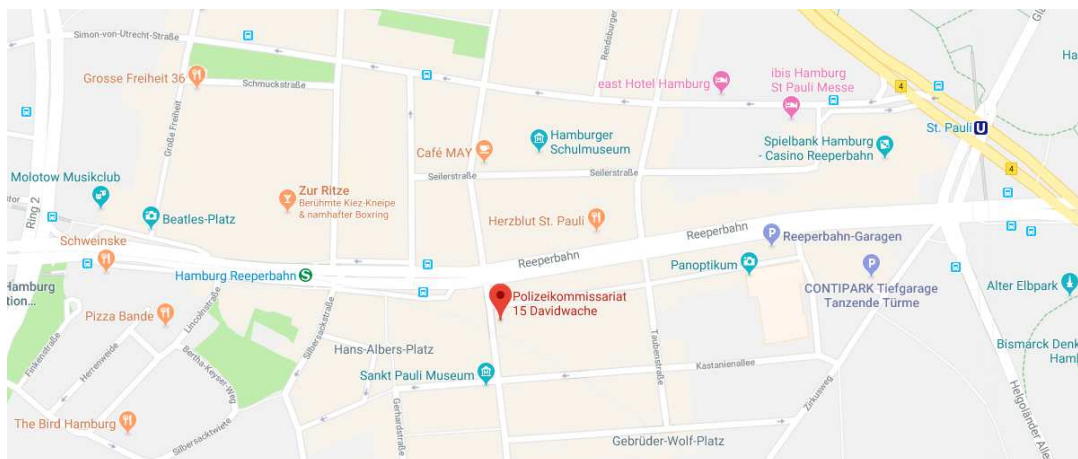 Simon-von-Utrecht-Straße
Rendsburger
Grosse Freiheit 36
Schmuckstraße
east Hotel Hamburg
ibis Hamburg
St Pauli Messe
4
Große Freiheit
Café MAY
Hamburger
Schulmuseum
Spielbank Hamburg
- Casino Reeperbahn
St. Pauli U
4
Seilerstraße
Seilerstraße
Molotow Musikclub
Zur Ritze
Berühmte Kiez-Kneipe
& namhafter Boxring
Ring 2
Beatles-Platz
Herzblut St. Pauli
Reeperbahn
P Reeperbahn-Garagen
Schweinske
Reeperbahn
Hamburg Reeperbahn S
Panoptikum
P
CONTIPARK Tiefgarage
Tanzende Türme
Alter Elbpark
Hamburg
tion...
Polizeikommissariat
15 Davidwache
Pizza Bande
Lincolnstraße
Silbersackstraße
Hans-Albers-Platz
Taubenstraße
Bismarck Denk
Hamb
Finkenstraße
Herrenweide
Bertha-Keyser-Weg
Sankt Pauli Museum
Kastanienallee
Zirkusweg
Helgoländer Allee
The Bird Hamburg
Silbersacktwiete
Gerhardstraße
Gebrüder-Wolf-Platz